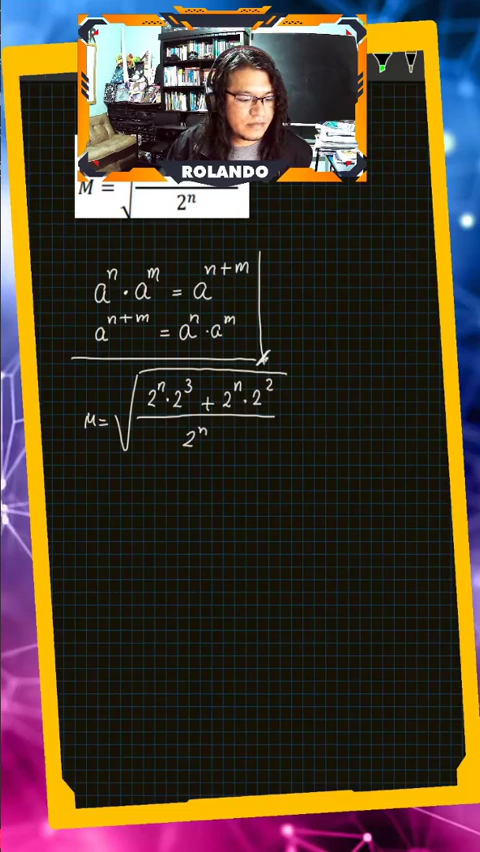 ROLANDO
M = √ 2ⁿ
aⁿ · aᵐ = aⁿ⁺ᵐ
aⁿ⁺ᵐ = aⁿ · aᵐ
M = √((2ⁿ · 2³ + 2ⁿ · 2²) / 2ⁿ)